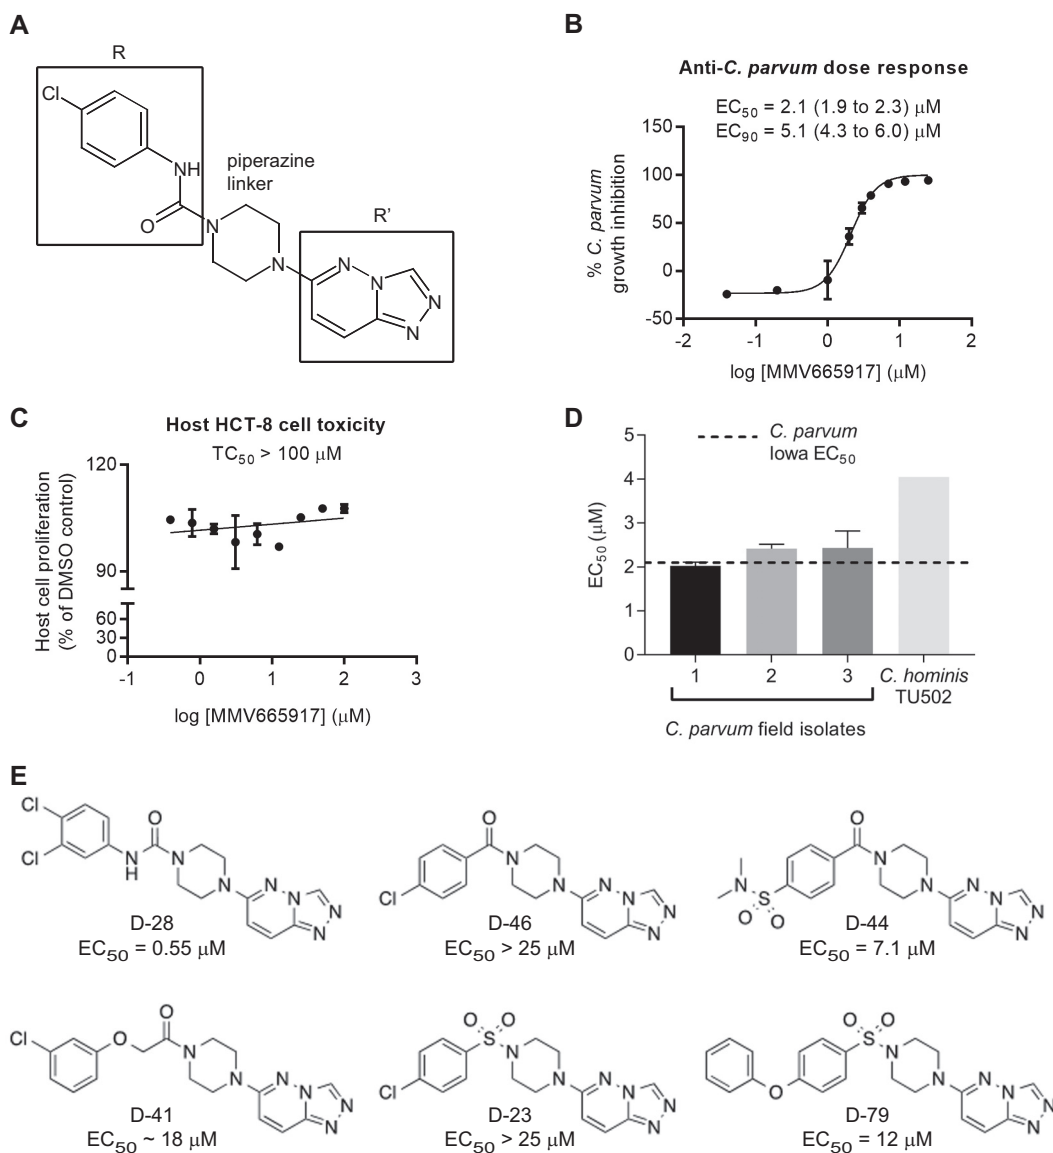 A
R
Cl
NH
O
piperazine
linker
N
N
R'
N
N
N
N
B
Anti-C. parvum dose response
EC50 = 2.1 (1.9 to 2.3) μM
EC90 = 5.1 (4.3 to 6.0) μM
% C. parvum
growth inhibition
150
100
50
0
-50
-2
-1
0
1
2
log [MMV665917] (μM)
C
Host HCT-8 cell toxicity
TC50 > 100 μM
Host cell proliferation
(% of DMSO control)
120
90
60
30
0
-1
0
1
2
3
log [MMV665917] (μM)
D
C. parvum
Iowa EC50
EC50 (μM)
5
4
3
2
1
0
1
2
3
C. hominis
TU502
C. parvum field isolates
E
Cl
Cl
N
H
O
N
N
N
N
N
N
D-28
EC50 = 0.55 μM
Cl
O
N
N
N
N
N
N
D-46
EC50 > 25 μM
N
S
O
O
O
N
N
N
N
N
N
D-44
EC50 = 7.1 μM
Cl
O
O
N
N
N
N
N
N
D-41
EC50 ~ 18 μM
Cl
O
O
S
N
N
N
N
N
N
D-23
EC50 > 25 μM
O
O
O
S
N
N
N
N
N
N
D-79
EC50 = 12 μM